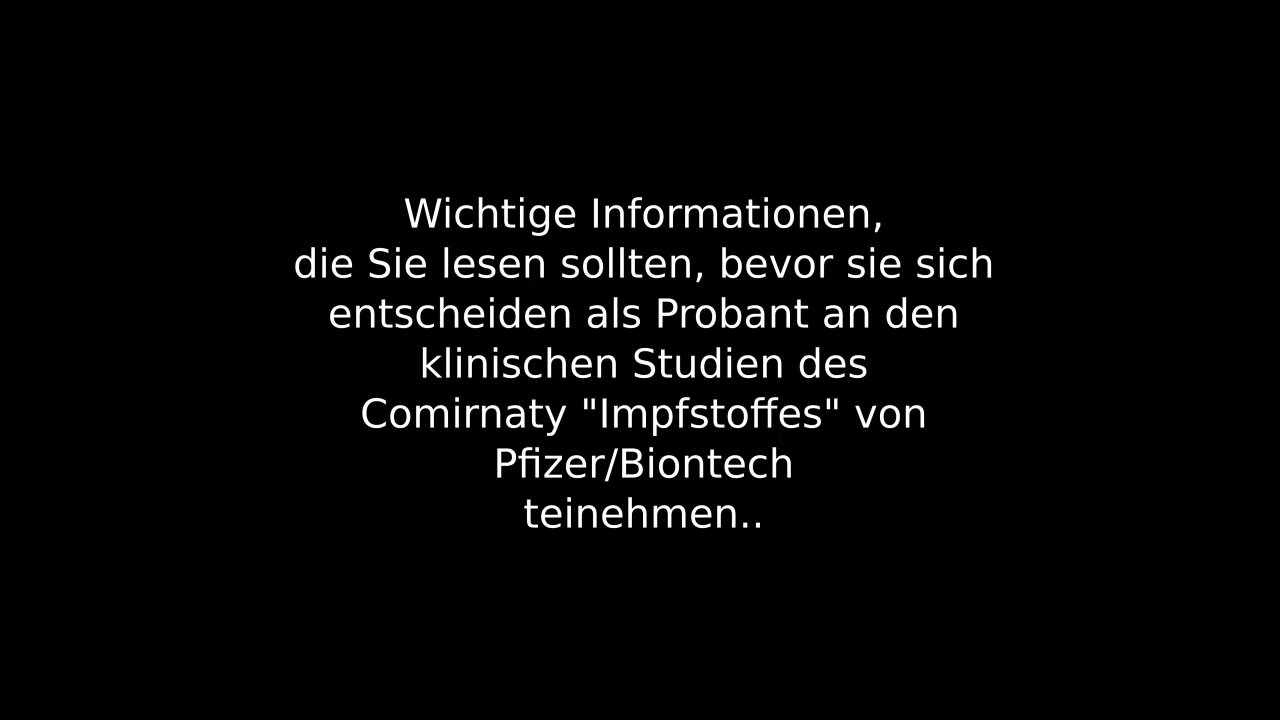 Wichtige Informationen,
die Sie lesen sollten, bevor sie sich
entscheiden als Probant an den
klinischen Studien des
Comirnaty "Impfstoffes" von
Pfizer/Biontech
teinehmen..